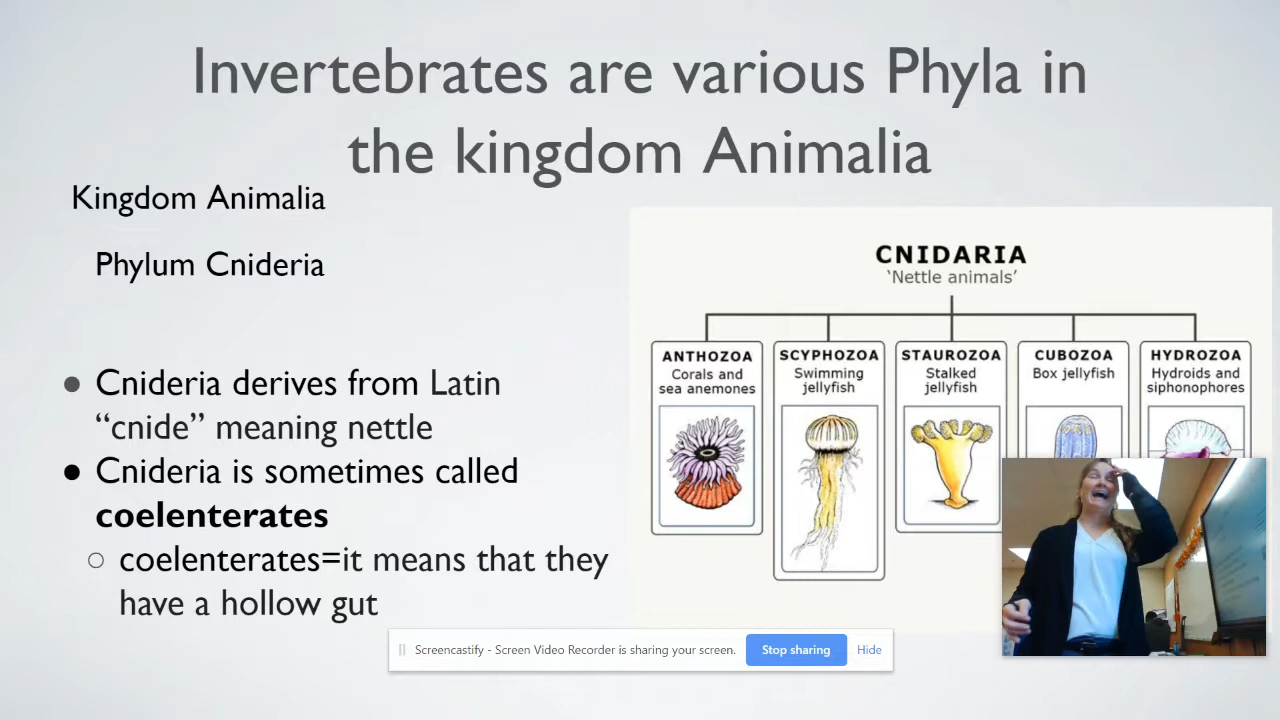 Invertebrates are various Phyla in
the kingdom Animalia
Kingdom Animalia
Phylum Cnideria
• Cnideria derives from Latin
“cnide” meaning nettle
• Cnideria is sometimes called
coelenterates
○ coelenterates=it means that they
have a hollow gut
CNIDARIA
‘Nettle animals’
ANTHOZOA
Corals and
sea anemones
SCYPHOZOA
Swimming
jellyfish
STAUROZOA
Stalked
jellyfish
CUBOZOA
Box jellyfish
HYDROZOA
Hydroids and
siphonophores
Screencastify - Screen Video Recorder is sharing your screen.
Stop sharing
Hide